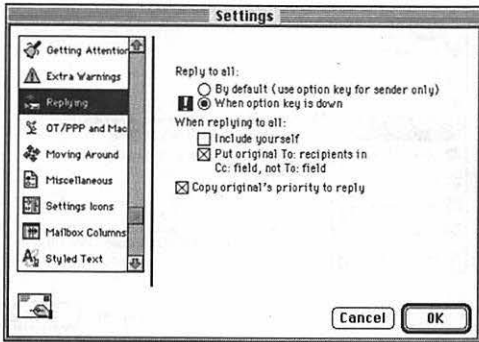 Settings
Getting Attention
Extra Warnings
Replying
OT/PPP and Mac
Moving Around
Miscellaneous
Settings Icons
Mailbox Columns
Styled Text
Reply to all:
By default (use option key for sender only)
When option key is down
When replying to all:
Include yourself
Put original To: recipients in
Cc: field, not To: field
Copy original's priority to reply
Cancel
OK